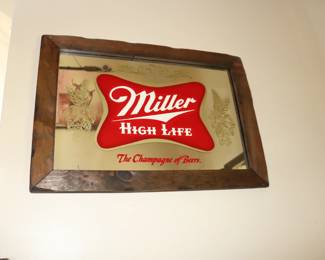 Miller
HIGH LIFE
The Champagne of Beers.